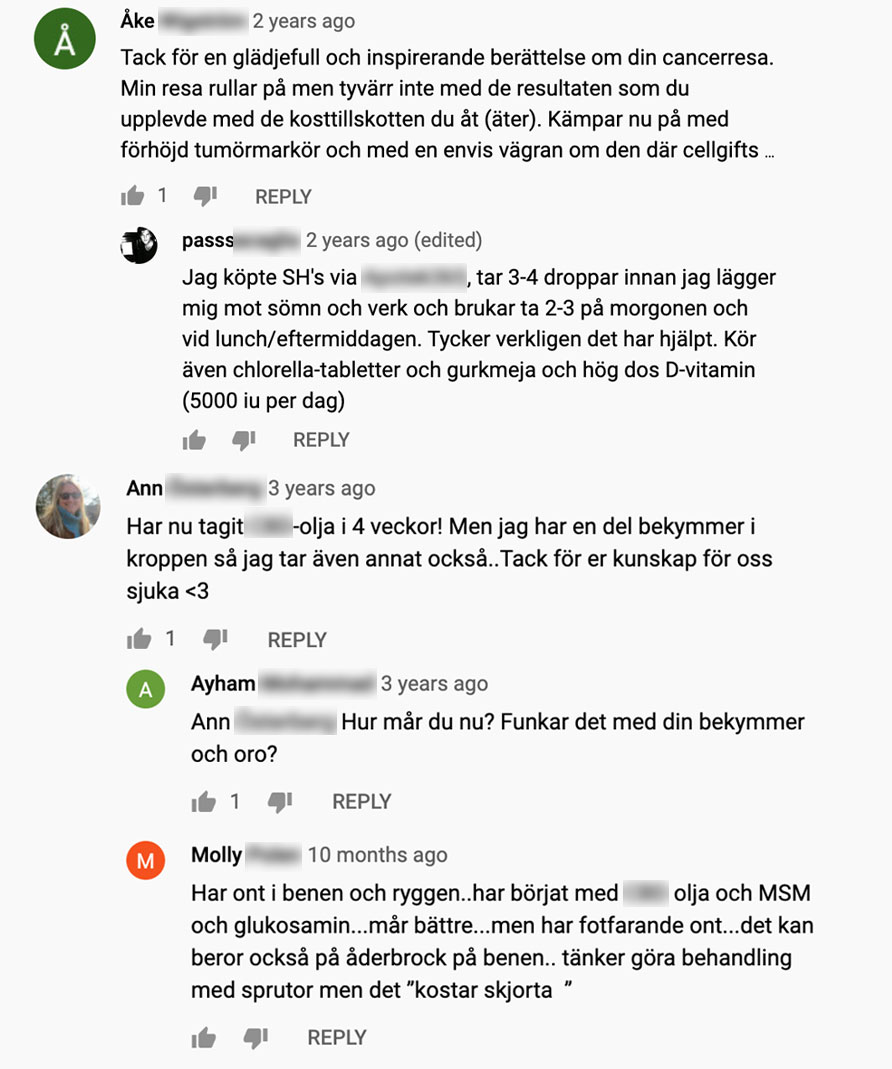 Å
Åke 2 years ago
Tack för en glädjefull och inspirerande berättelse om din cancerresa.
Min resa rullar på men tyvärr inte med de resultaten som du
upplevde med de kosttillskotten du åt (äter). Kämpar nu på med
förhöjd tumörmarkör och med en envis vägran om den där cellgifts ...
1 REPLY
passs 2 years ago (edited)
Jag köpte SH's via , tar 3-4 droppar innan jag lägger
mig mot sömn och verk och brukar ta 2-3 på morgonen och
vid lunch/eftermiddagen. Tycker verkligen det har hjälpt. Kör
även chlorella-tabletter och gurkmeja och hög dos D-vitamin
(5000 iu per dag)
REPLY
Ann 3 years ago
Har nu tagit -olja i 4 veckor! Men jag har en del bekymmer i
kroppen så jag tar även annat också..Tack för er kunskap för oss
sjuka <3
1 REPLY
A
Ayham 3 years ago
Ann Hur mår du nu? Funkar det med din bekymmer
och oro?
1 REPLY
M
Molly 10 months ago
Har ont i benen och ryggen..har börjat med olja och MSM
och glukosamin...mår bättre...men har fotfarande ont...det kan
beror också på åderbrock på benen.. tänker göra behandling
med sprutor men det ”kostar skjorta ”
REPLY